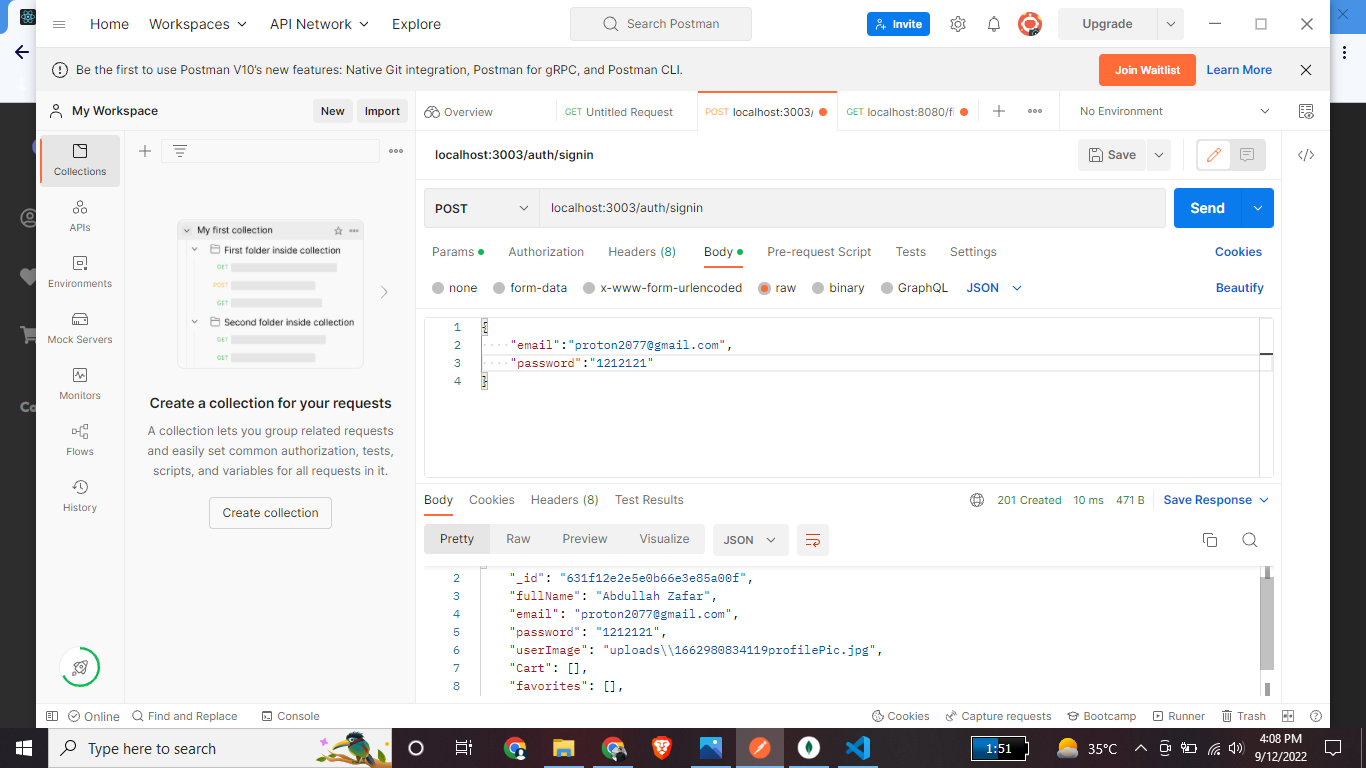 Home Workspaces API Network Explore Search Postman Invite Upgrade
Be the first to use Postman V10's new features: Native Git integration, Postman for gRPC, and Postman CLI. Join Waitlist Learn More
My Workspace New Import
Overview GET Untitled Request POST localhost:3003/ GET localhost:8080/f No Environment
Collections
APIs
Environments
Mock Servers
Monitors
Flows
History
My first collection
First folder inside collection
GET
POST
GET
Second folder inside collection
GET
GET
Create a collection for your requests
A collection lets you group related requests
and easily set common authorization, tests,
scripts, and variables for all requests in it.
Create collection
localhost:3003/auth/signin Save
POST localhost:3003/auth/signin Send
Params Authorization Headers (8) Body Pre-request Script Tests Settings Cookies
none form-data x-www-form-urlencoded raw binary GraphQL JSON Beautify
1 {
2 "email":"proton2077@gmail.com",
3 "password":"1212121"
4 }
Body Cookies Headers (8) Test Results 201 Created 10 ms 471 B Save Response
Pretty Raw Preview Visualize JSON
2 "_id": "631f12e2e5e0b66e3e85a00f",
3 "fullName": "Abdullah Zafar",
4 "email": "proton2077@gmail.com",
5 "password": "1212121",
6 "userImage": "uploads\\1662980834119profilePic.jpg",
7 "Cart": [],
8 "favorites": [],
Online Find and Replace Console Cookies Capture requests Bootcamp Runner Trash
Type here to search 1:51 35°C 4:08 PM
9/12/2022